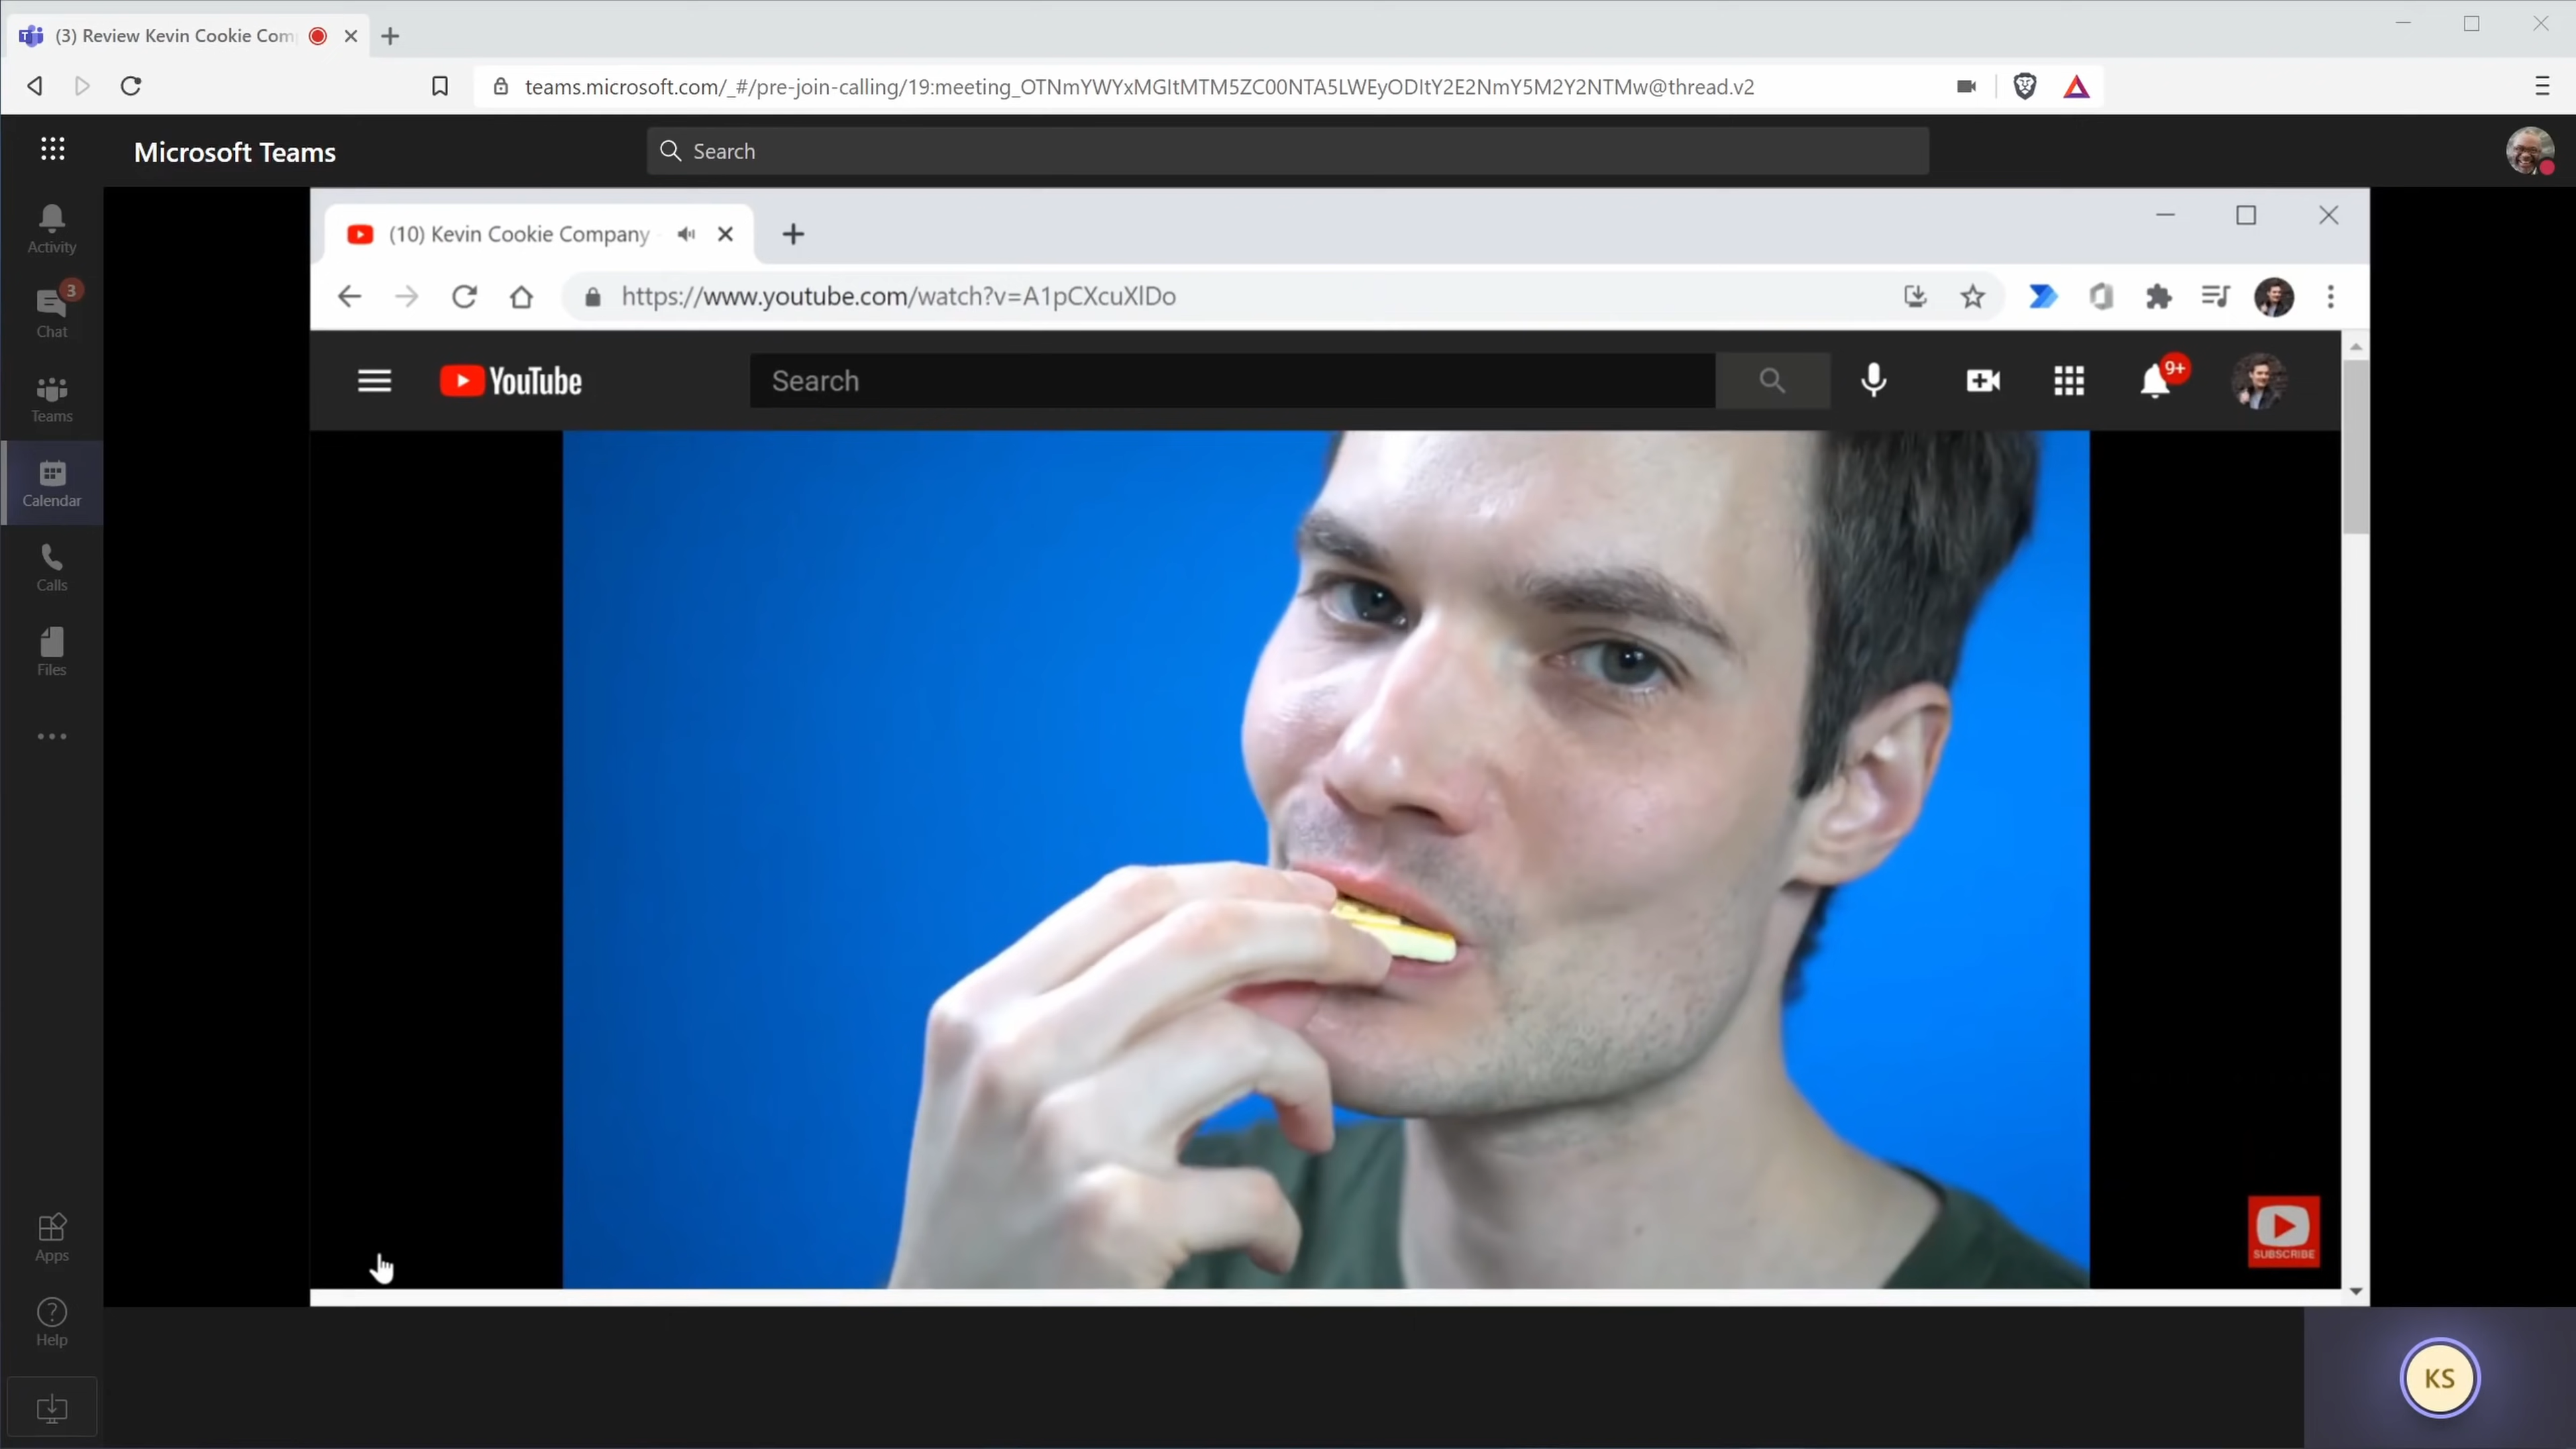 (3) Review Kevin Cookie Com
teams.microsoft.com/_#/pre-join-calling/19:meeting_OTNmYWYxMGItMTM5ZC00NTA5LWEyODItY2E2NmY5M2Y2NTMw@thread.v2
Microsoft Teams
Search
Activity
3
Chat
Teams
Calendar
Calls
Files
Apps
Help
(10) Kevin Cookie Company
https://www.youtube.com/watch?v=A1pCXcuXlDo
YouTube
Search
9+
SUBSCRIBE
KS